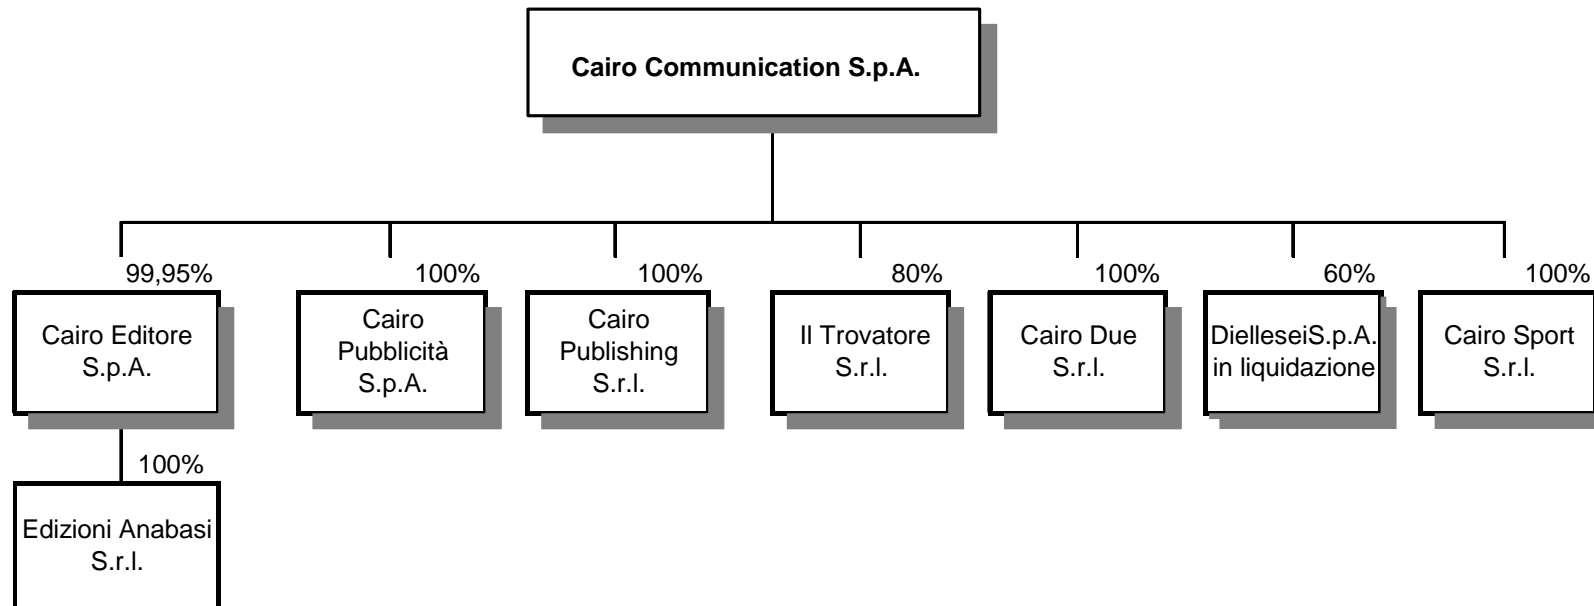 Cairo Communication S.p.A.
99,95%
100%
100%
80%
100%
60%
100%
Cairo Editore
S.p.A.
Cairo
Pubblicità
S.p.A.
Cairo
Publishing
S.r.l.
Il Trovatore
S.r.l.
Cairo Due
S.r.l.
DielleseiS.p.A.
in liquidazione
Cairo Sport
S.r.l.
100%
Edizioni Anabasi
S.r.l.